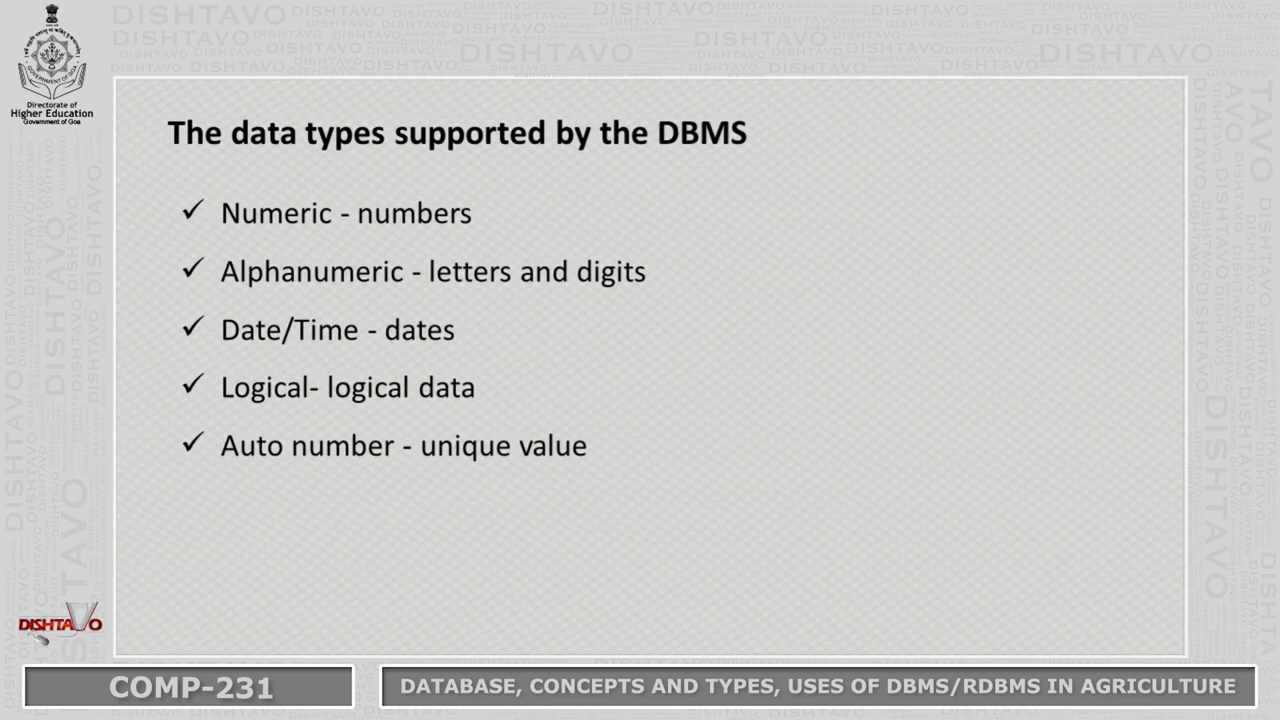 Directorate of
Higher Education
Government of Goa
The data types supported by the DBMS
✓ Numeric - numbers
✓ Alphanumeric - letters and digits
✓ Date/Time - dates
✓ Logical- logical data
✓ Auto number - unique value
DISHTAVO
COMP-231
DATABASE, CONCEPTS AND TYPES, USES OF DBMS/RDBMS IN AGRICULTURE